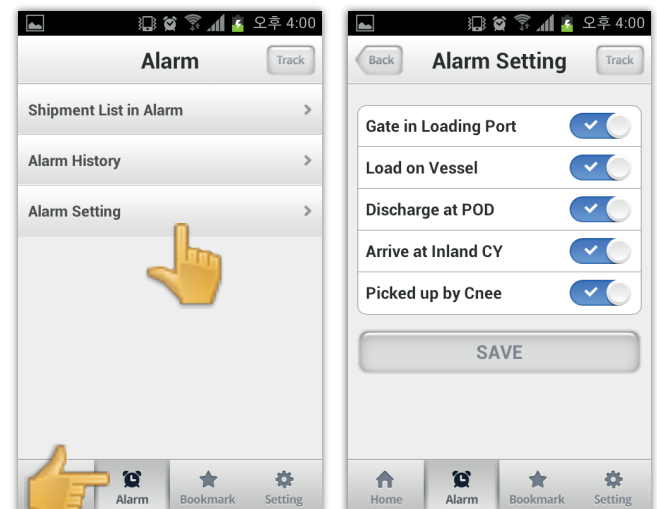 오후 4:00
Alarm
Track
Shipment List in Alarm
Alarm History
Alarm Setting
Alarm
Bookmark
Setting
오후 4:00
Back
Alarm Setting
Track
Gate in Loading Port
Load on Vessel
Discharge at POD
Arrive at Inland CY
Picked up by Cnee
SAVE
Home
Alarm
Bookmark
Setting